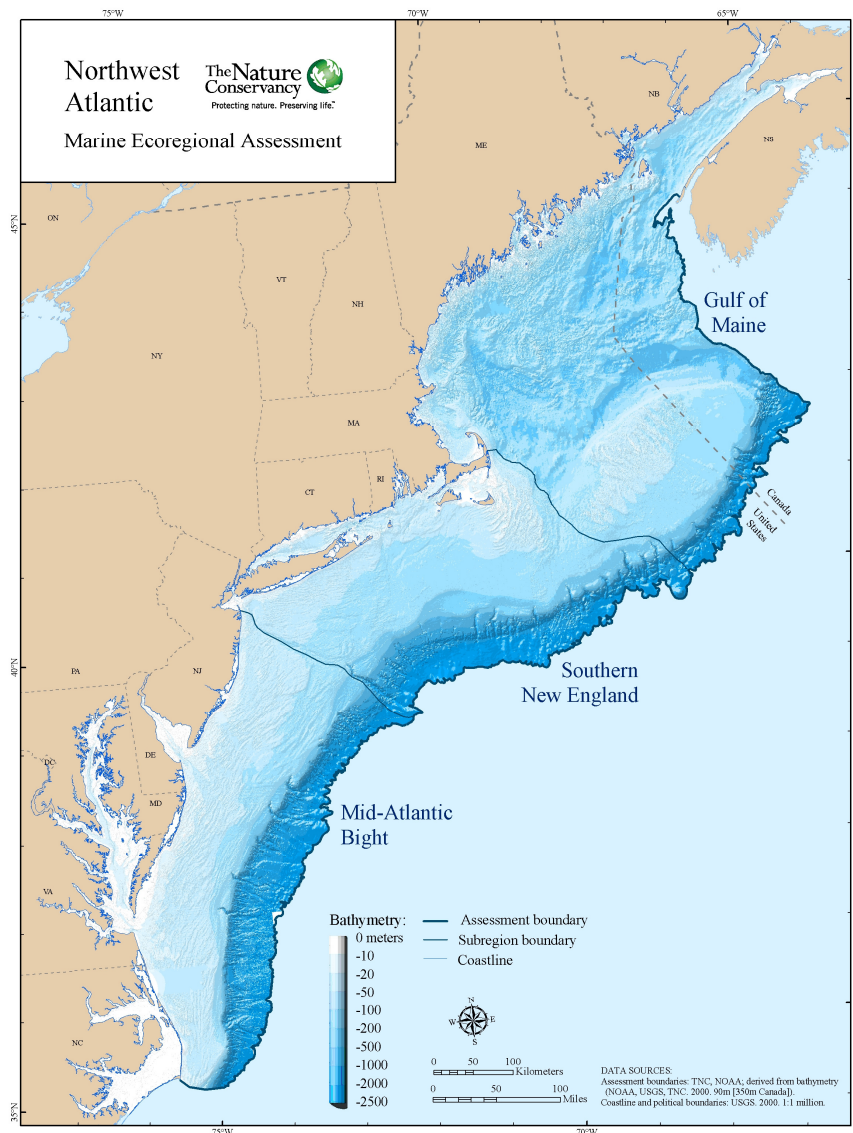 75°W
70°W
65°W
Northwest
Atlantic
The Nature
Conservancy
Protecting nature. Preserving life.™
Marine Ecoregional Assessment
NB
NS
ME
ON
45°N
VT
NH
Gulf of
Maine
NY
MA
CT
RI
Canada
United
States
40°N
PA
NJ
Southern
New England
DE
DC
MD
Mid-Atlantic
Bight
VA
Bathymetry:
0 meters
-10
-20
-50
-100
-200
-500
-1000
-2000
-2500
Assessment boundary
Subregion boundary
Coastline
N
W
E
S
NC
0 50 100
Kilometers
0 50 100
Miles
DATA SOURCES:
Assessment boundaries: TNC, NOAA; derived from bathymetry
(NOAA, USGS, TNC. 2000. 90m [350m Canada]).
Coastline and political boundaries: USGS. 2000. 1:1 million.
35°N
75°W
70°W